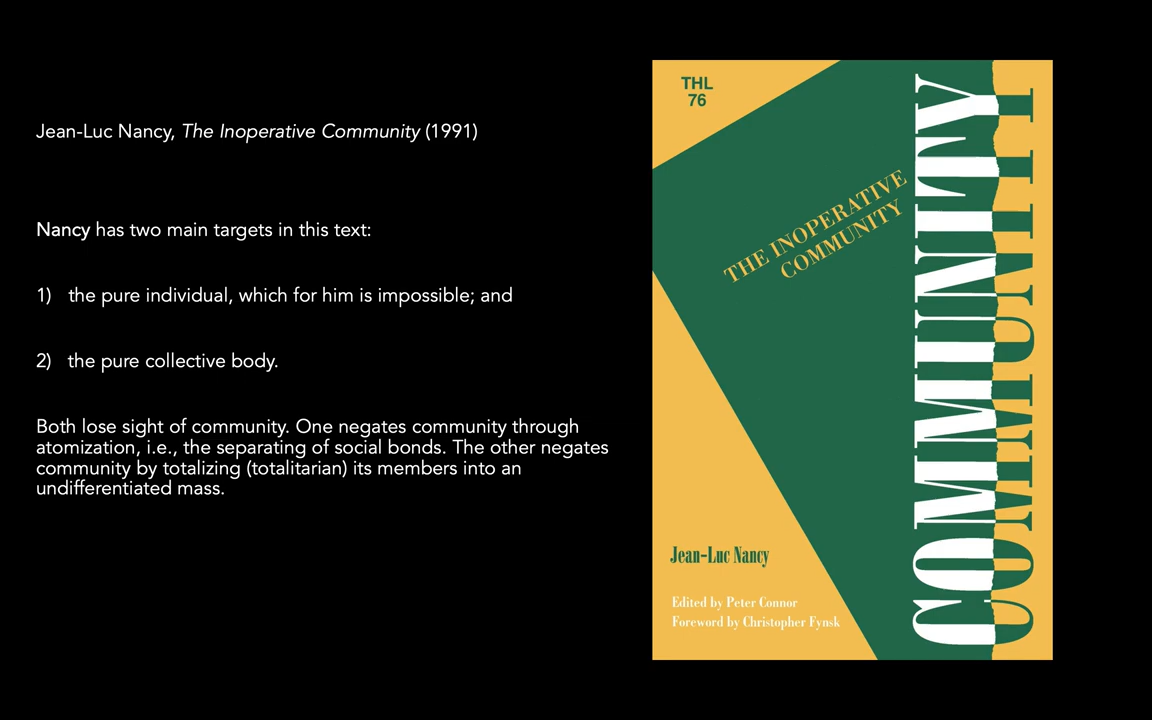 Jean-Luc Nancy, The Inoperative Community (1991)
Nancy has two main targets in this text:
1) the pure individual, which for him is impossible; and
2) the pure collective body.
Both lose sight of community. One negates community through
atomization, i.e., the separating of social bonds. The other negates
community by totalizing (totalitarian) its members into an
undifferentiated mass.
THL
76
THE INOPERATIVE
COMMUNITY
COMMUNITY
Jean-Luc Nancy
Edited by Peter Connor
Foreword by Christopher Fynsk